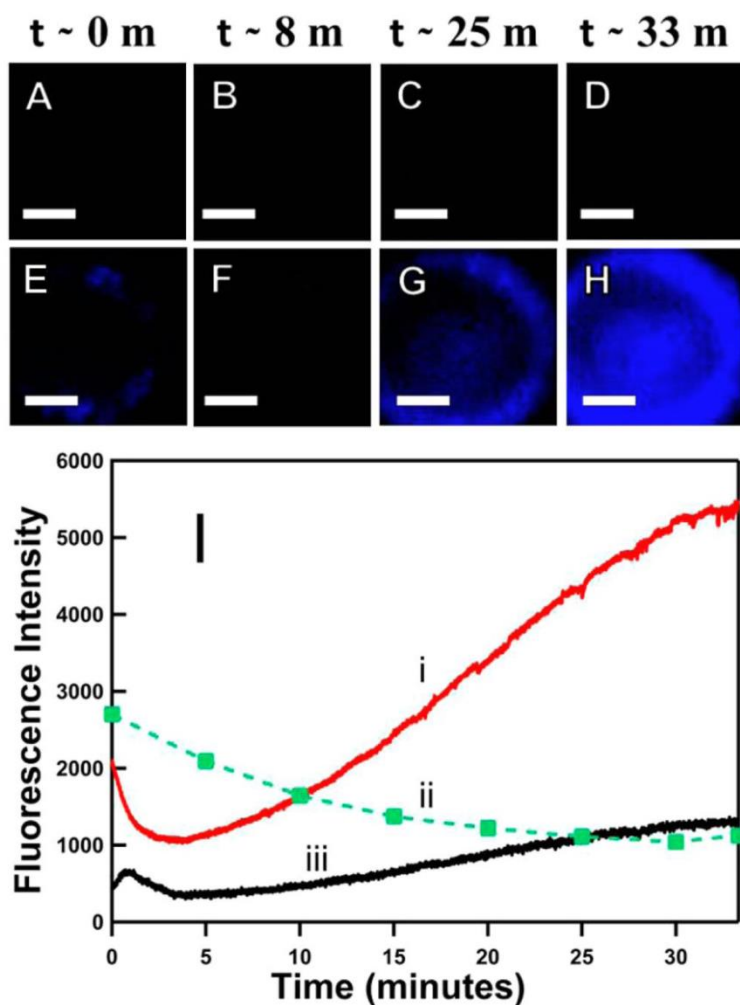 t ~ 0 m t ~ 8 m t ~ 25 m t ~ 33 m
A B C D
E F G H
6000
5000
4000
3000
2000
1000
0
Fluorescence Intensity
I
i
ii
iii
0 5 10 15 20 25 30
Time (minutes)